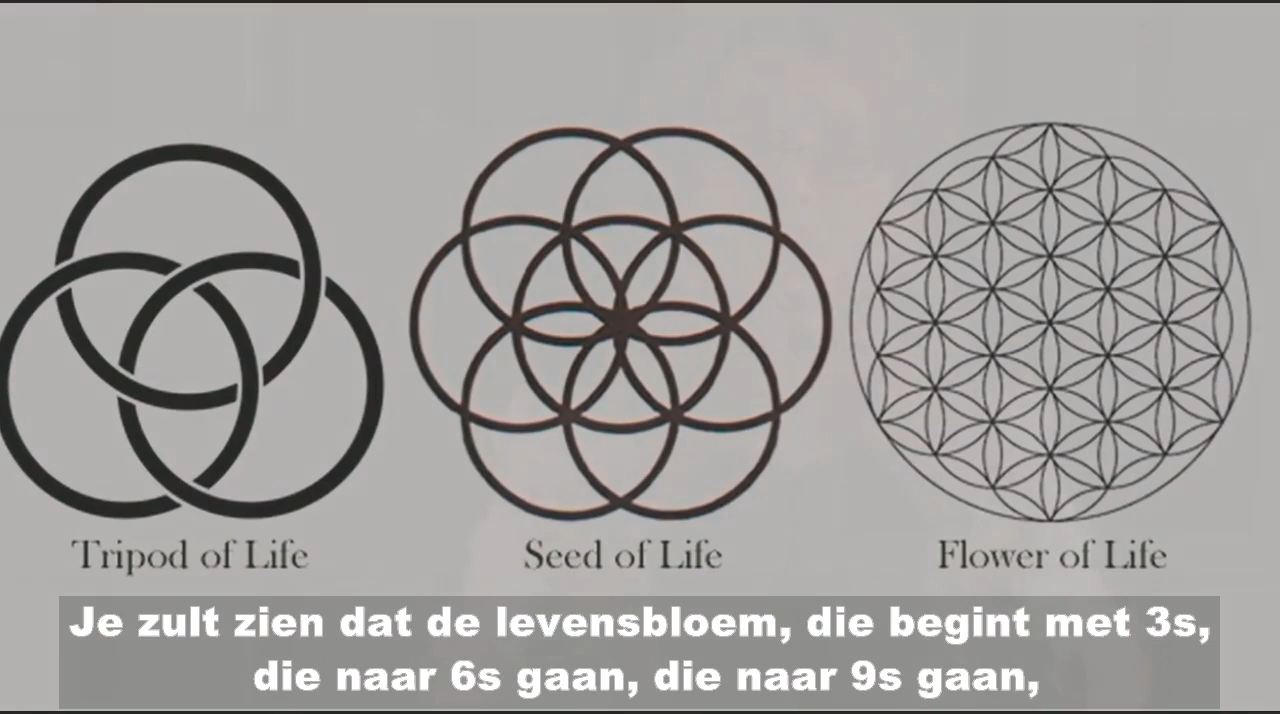 Tripod of Life
Seed of Life
Flower of Life
Je zult zien dat de levensbloem, die begint met 3s,
die naar 6s gaan, die naar 9s gaan,